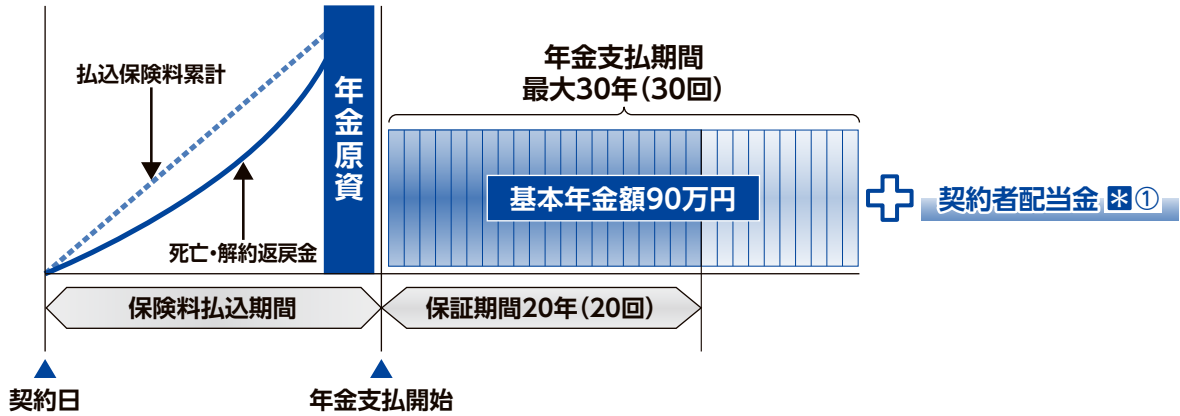 払込保険料累計
年金原資
年金支払期間
最大30年(30回)
基本年金額90万円
契約者配当金 *①
死亡・解約返戻金
保険料払込期間
保証期間20年(20回)
契約日
年金支払開始